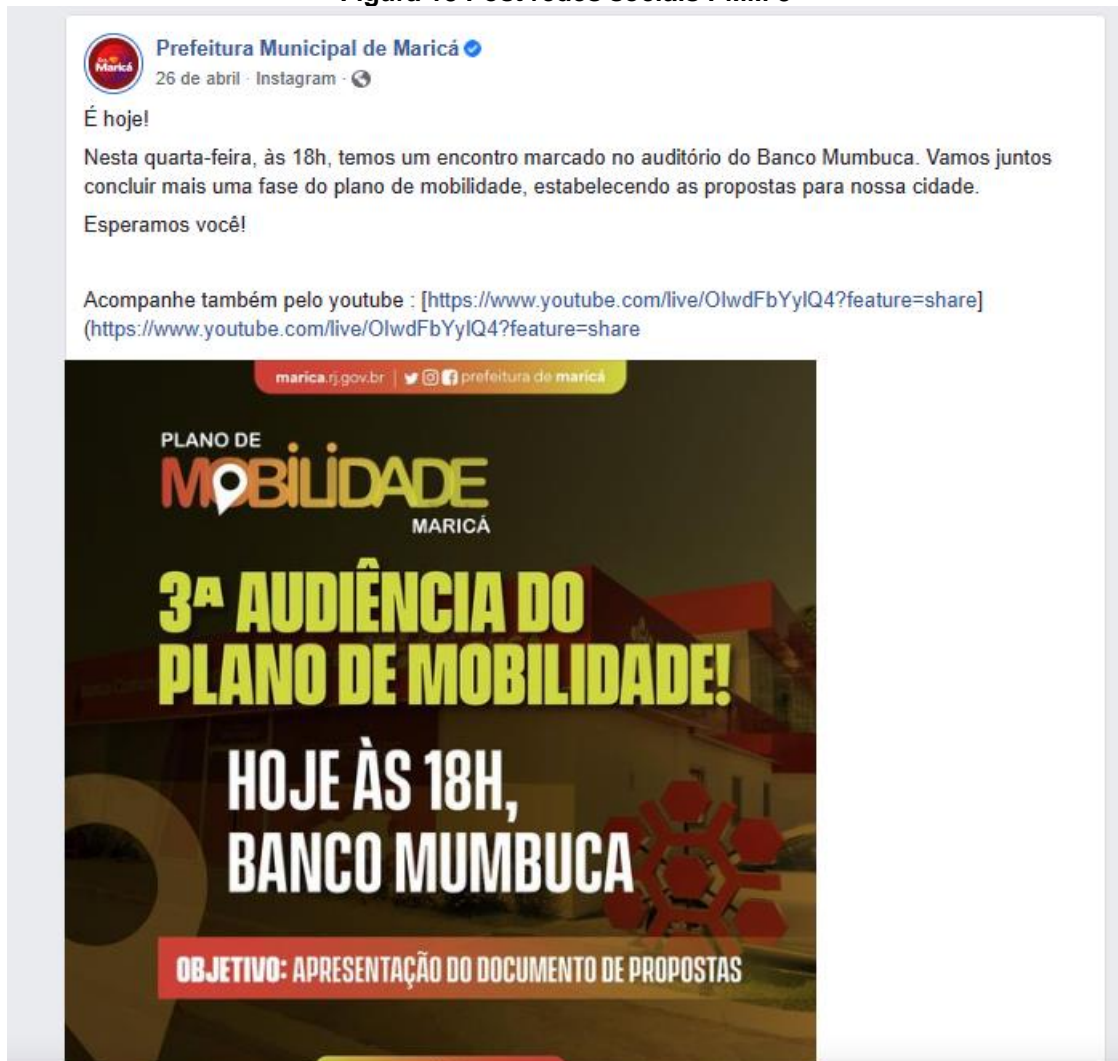 Prefeitura Municipal de Maricá
26 de abril · Instagram ·
É hoje!
Nesta quarta-feira, às 18h, temos um encontro marcado no auditório do Banco Mumbuca. Vamos juntos
concluir mais uma fase do plano de mobilidade, estabelecendo as propostas para nossa cidade.
Esperamos você!
Acompanhe também pelo youtube : [https://www.youtube.com/live/OIwdFbYyIQ4?feature=share]
(https://www.youtube.com/live/OIwdFbYyIQ4?feature=share
marica.rj.gov.br | prefeitura de maricá
PLANO DE
MOBILIDADE
MARICÁ
3ª AUDIÊNCIA DO
PLANO DE MOBILIDADE!
HOJE ÀS 18H,
BANCO MUMBUCA
OBJETIVO: APRESENTAÇÃO DO DOCUMENTO DE PROPOSTAS